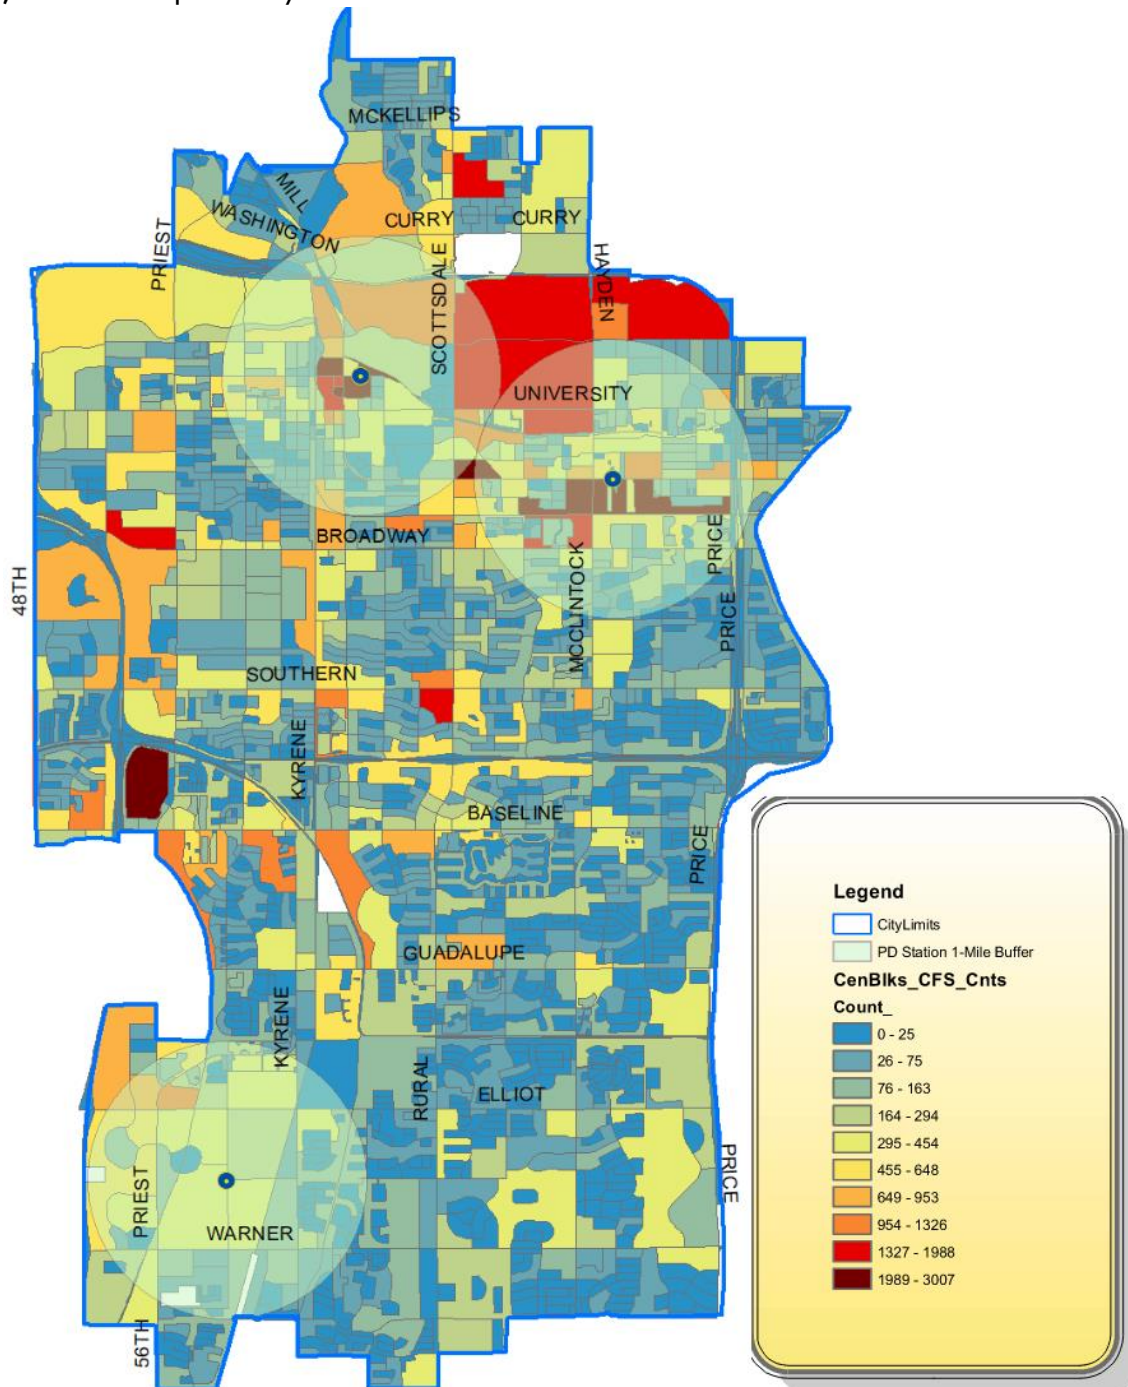 MCKELLIPS
MILL
WASHINGTON
CURRY
CURRY
PRIEST
SCOTTSDALE
HAYDEN
UNIVERSITY
BROADWAY
PRICE
MCCLINTOCK
48TH
PRICE
SOUTHERN
KYRENE
BASELINE
PRICE
GUADALUPE
KYRENE
RURAL
ELLIOT
PRIEST
PRICE
WARNER
56TH
Legend
CityLimits
PD Station 1-Mile Buffer
CenBlks_CFS_Cnts
Count_
0 - 25
26 - 75
76 - 163
164 - 294
295 - 454
455 - 648
649 - 953
954 - 1326
1327 - 1988
1989 - 3007